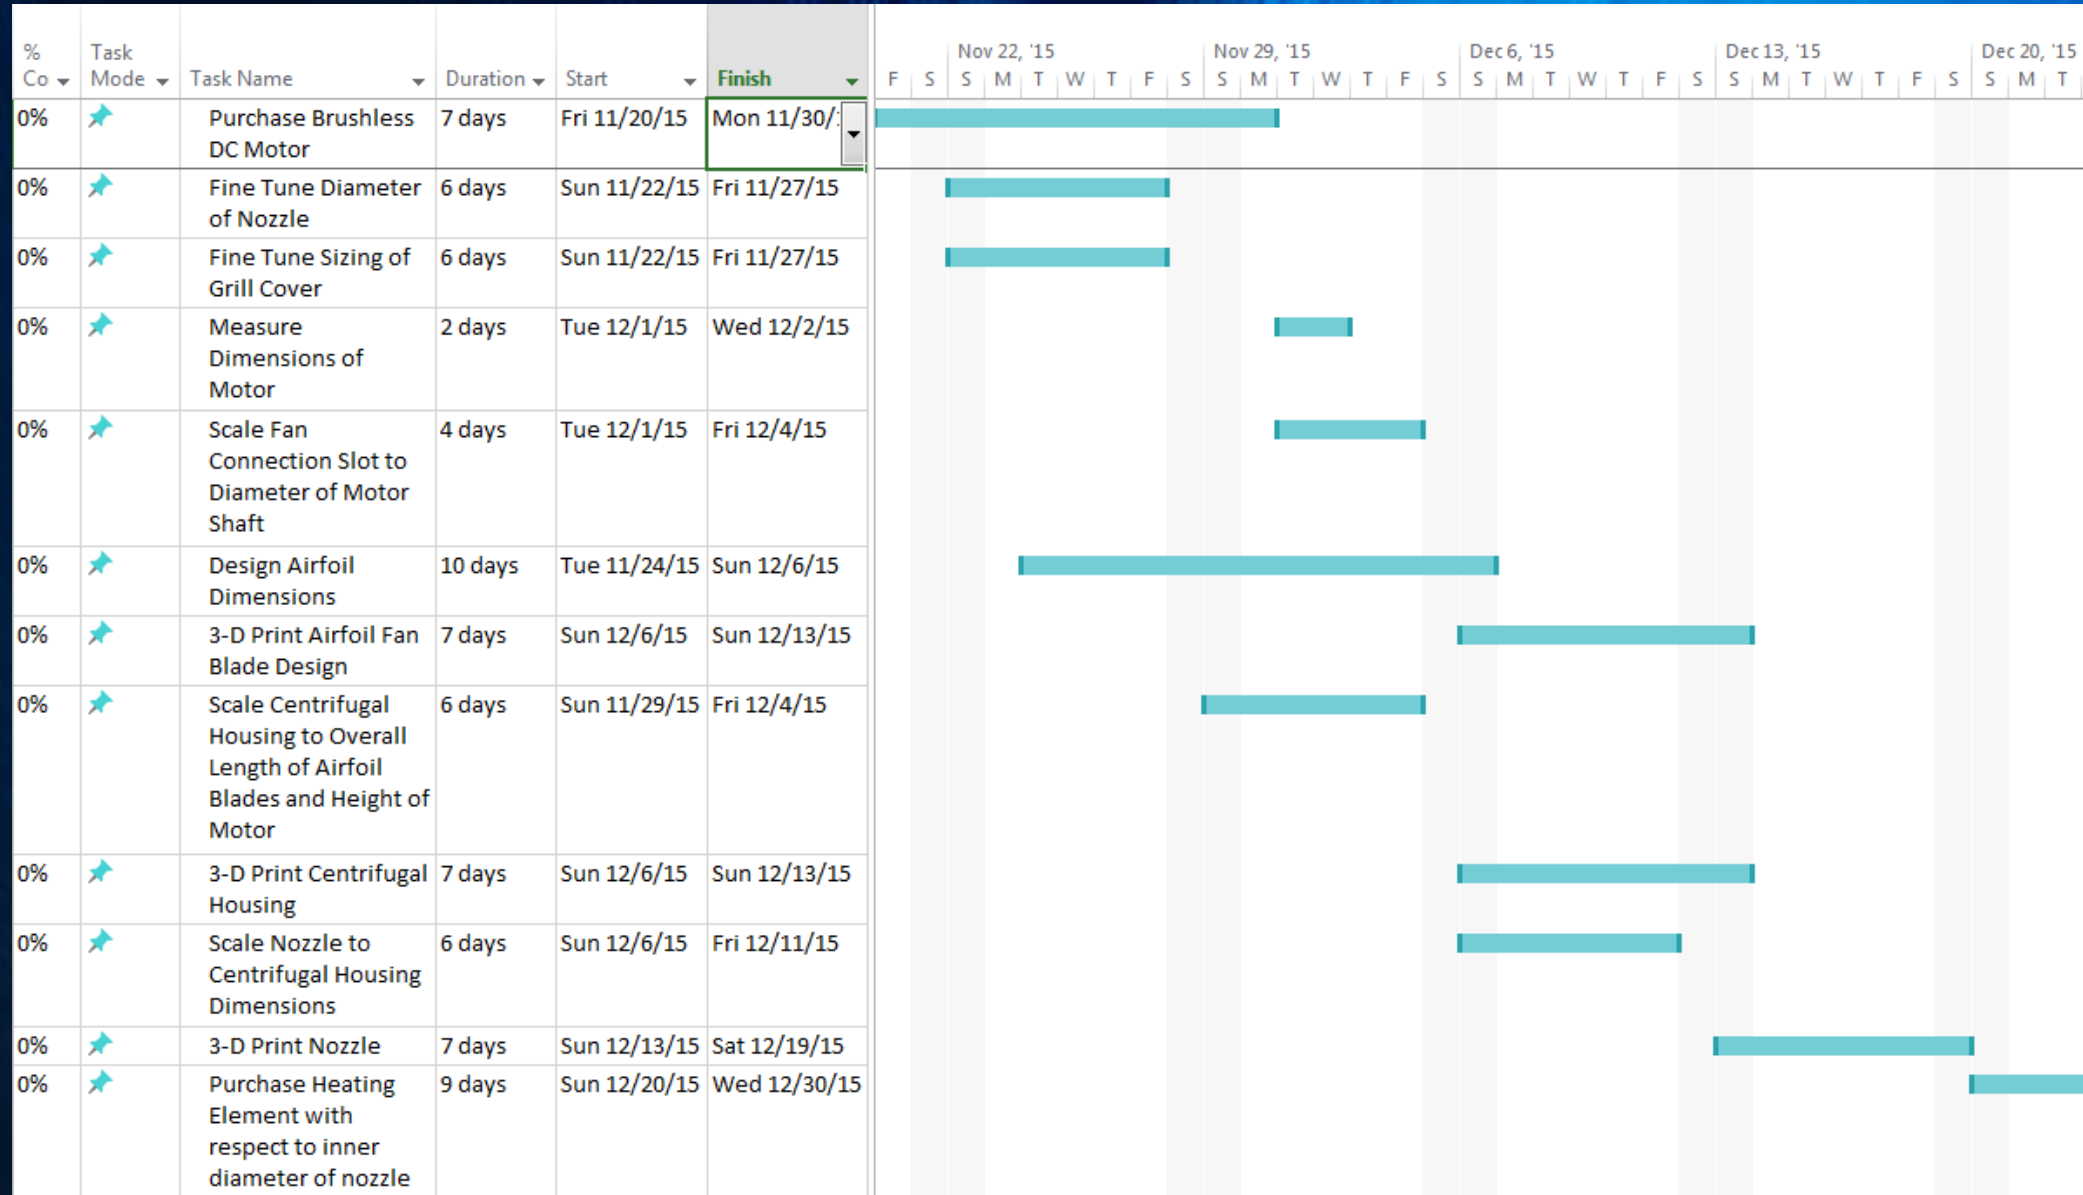 Nov 22, '15 Nov 29, '15 Dec 6, '15 Dec 13, '15 Dec 20, '15
% Co Task Mode Task Name Duration Start Finish F S S M T W T F S S M T W T F S S M T W T F S S M T W T F S S M T
0% Purchase Brushless 7 days Fri 11/20/15 Mon 11/30/
DC Motor
0% Fine Tune Diameter 6 days Sun 11/22/15 Fri 11/27/15
of Nozzle
0% Fine Tune Sizing of 6 days Sun 11/22/15 Fri 11/27/15
Grill Cover
0% Measure 2 days Tue 12/1/15 Wed 12/2/15
Dimensions of
Motor
0% Scale Fan 4 days Tue 12/1/15 Fri 12/4/15
Connection Slot to
Diameter of Motor
Shaft
0% Design Airfoil 10 days Tue 11/24/15 Sun 12/6/15
Dimensions
0% 3-D Print Airfoil Fan 7 days Sun 12/6/15 Sun 12/13/15
Blade Design
0% Scale Centrifugal 6 days Sun 11/29/15 Fri 12/4/15
Housing to Overall
Length of Airfoil
Blades and Height of
Motor
0% 3-D Print Centrifugal 7 days Sun 12/6/15 Sun 12/13/15
Housing
0% Scale Nozzle to 6 days Sun 12/6/15 Fri 12/11/15
Centrifugal Housing
Dimensions
0% 3-D Print Nozzle 7 days Sun 12/13/15 Sat 12/19/15
0% Purchase Heating 9 days Sun 12/20/15 Wed 12/30/15
Element with
respect to inner
diameter of nozzle